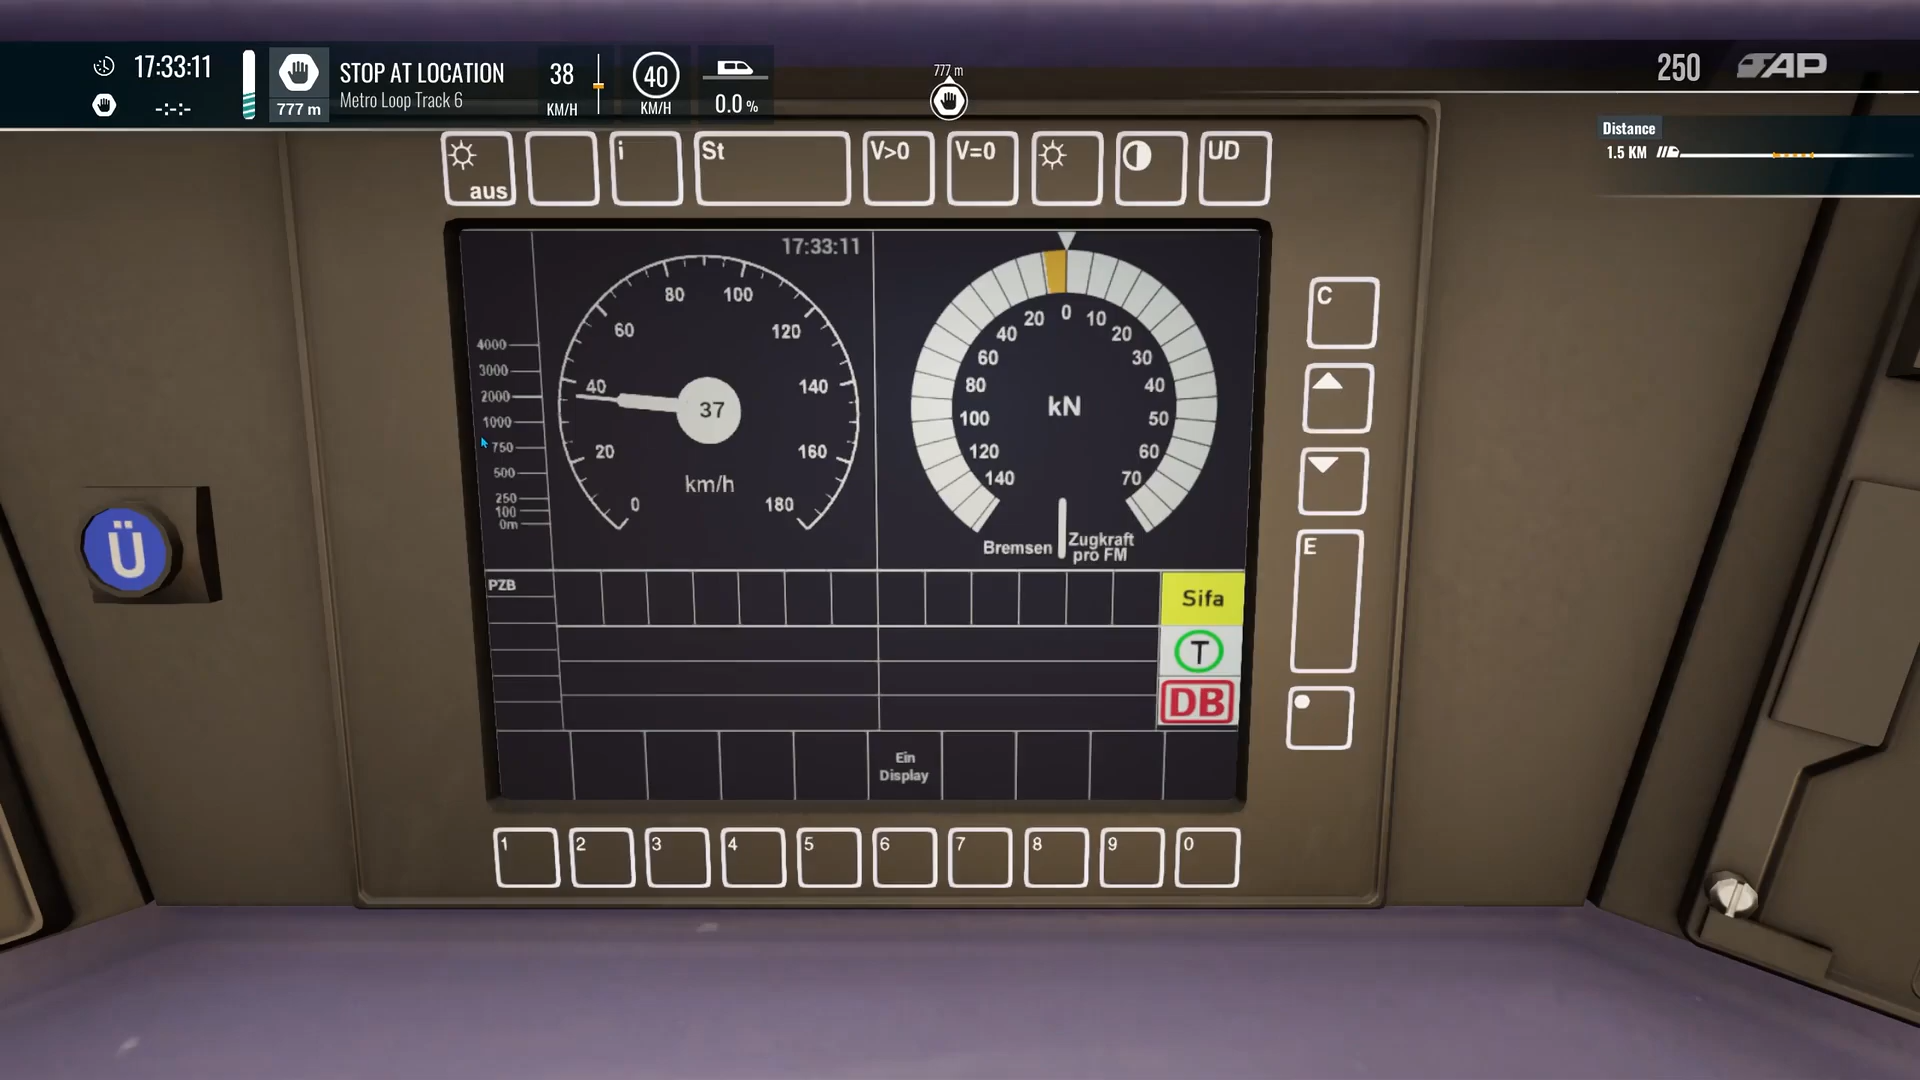 17:33:11
-:-:-
777 m
STOP AT LOCATION
Metro Loop Track 6
38
KM/H
40
KM/H
0.0 %
777 m
250
AP
Distance
1.5 KM
aus
i
St
V>0
V=0
UD
17:33:11
4000
3000
2000
1000
750
500
250
100
0m
0
20
40
60
80
100
120
140
160
180
37
km/h
140
120
100
80
60
40
20
0
10
20
30
40
50
60
70
kN
Bremsen
Zugkraft
pro FM
PZB
Sifa
T
DB
Ein
Display
C
E
Ü
1
2
3
4
5
6
7
8
9
0